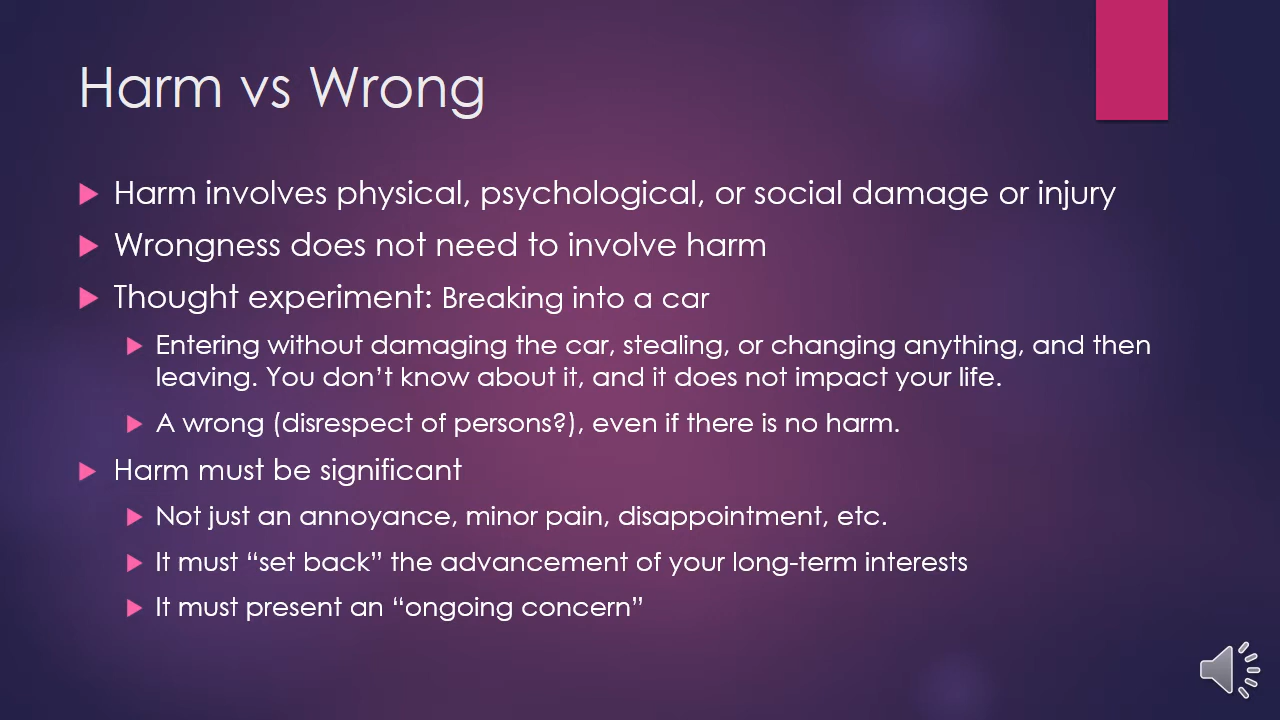 Harm vs Wrong
Harm involves physical, psychological, or social damage or injury
Wrongness does not need to involve harm
Thought experiment: Breaking into a car
Entering without damaging the car, stealing, or changing anything, and then
leaving. You don’t know about it, and it does not impact your life.
A wrong (disrespect of persons?), even if there is no harm.
Harm must be significant
Not just an annoyance, minor pain, disappointment, etc.
It must “set back” the advancement of your long-term interests
It must present an “ongoing concern”